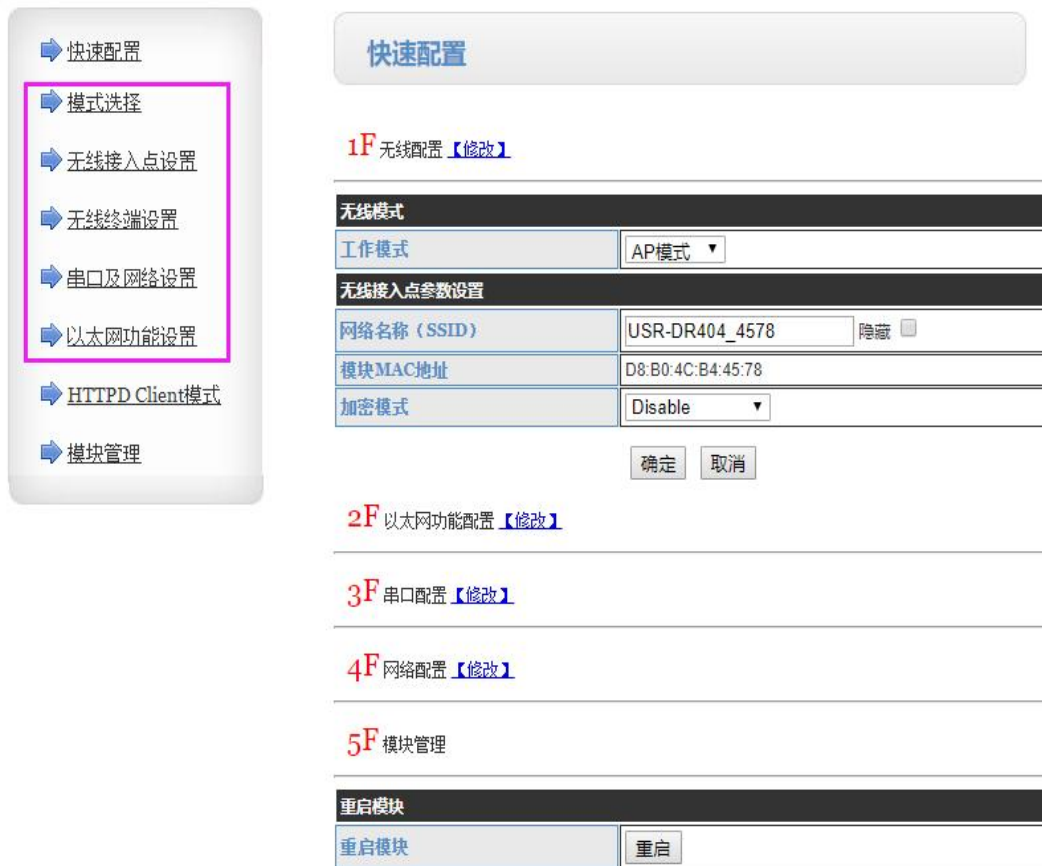 快速配置
模式选择
无线接入点设置
无线终端设置
串口及网络设置
以太网功能设置
HTTPD Client模式
模块管理
快速配置
1F 无线配置【修改】
无线模式
工作模式 AP模式
无线接入点参数设置
网络名称（SSID） USR-DR404_4578 隐藏
模块MAC地址 D8:B0:4C:B4:45:78
加密模式 Disable
确定 取消
2F 以太网功能配置【修改】
3F 串口配置【修改】
4F 网络配置【修改】
5F 模块管理
重启模块
重启模块 重启